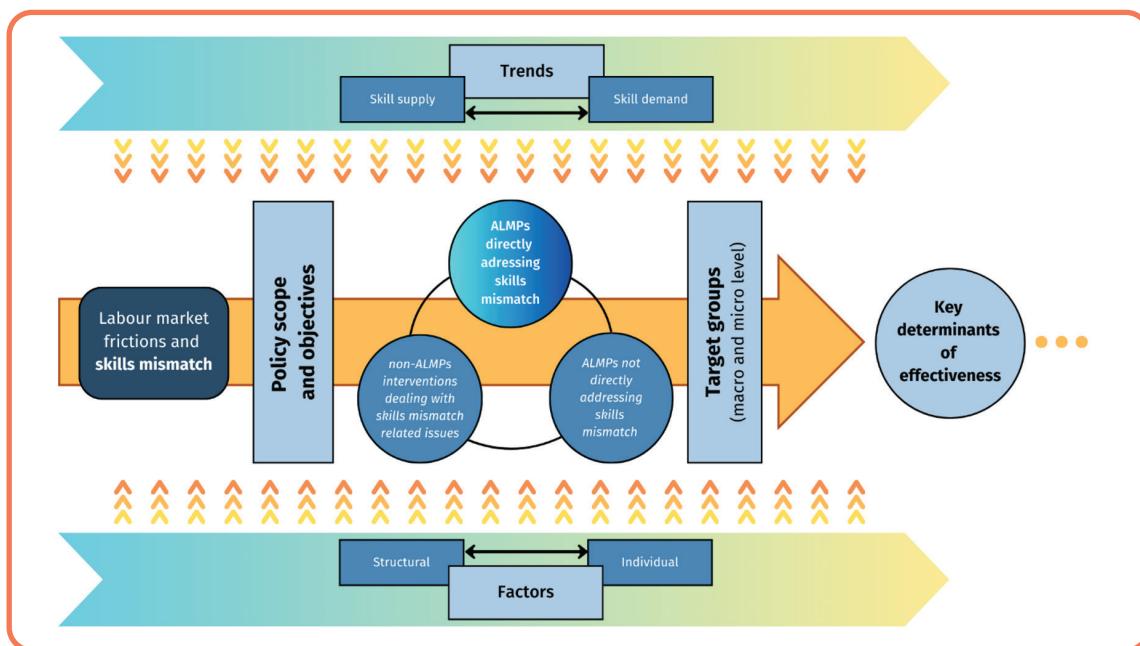 Trends
Skill supply
Skill demand
Labour market
frictions and
skills mismatch
Policy scope
and objectives
ALMPs
directly
adressing
skills
mismatch
non-ALMPs
interventions
dealing with
skills mismatch
related issues
ALMPs not
directly
addressing
skills
mismatch
Target groups
(macro and micro level)
Key
determinants
of
effectiveness
Structural
Individual
Factors